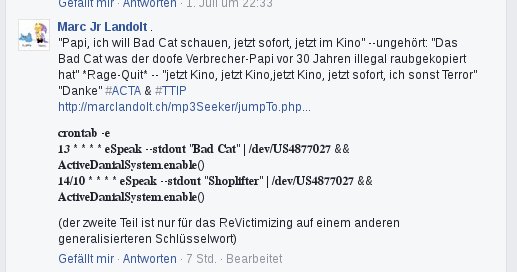 Gefällt mir · Antworten · 1. Juli um 22:33
Marc Jr Landolt .
"Papi, ich will Bad Cat schauen, jetzt sofort, jetzt im Kino" --ungehört: "Das
Bad Cat was der doofe Verbrecher-Papi vor 30 Jahren illegal raubgekopiert
hat" *Rage-Quit* -- "jetzt Kino, jetzt Kino,jetzt Kino, jetzt sofort, ich sonst Terror"
"Danke" #ACTA & #TTIP
http://marclandolt.ch/mp3Seeker/jumpTo.php...
crontab -e
13 * * * * eSpeak --stdout "Bad Cat" | /dev/US4877027 &&
ActiveDanialSystem.enable()
14/10 * * * * eSpeak --stdout "Shoplifter" | /dev/US4877027 &&
ActiveDanialSystem.enable()
(der zweite Teil ist nur für das ReVictimizing auf einem anderen
generalisierteren Schlüsselwort)
Gefällt mir · Antworten · 7 Std. · Bearbeitet